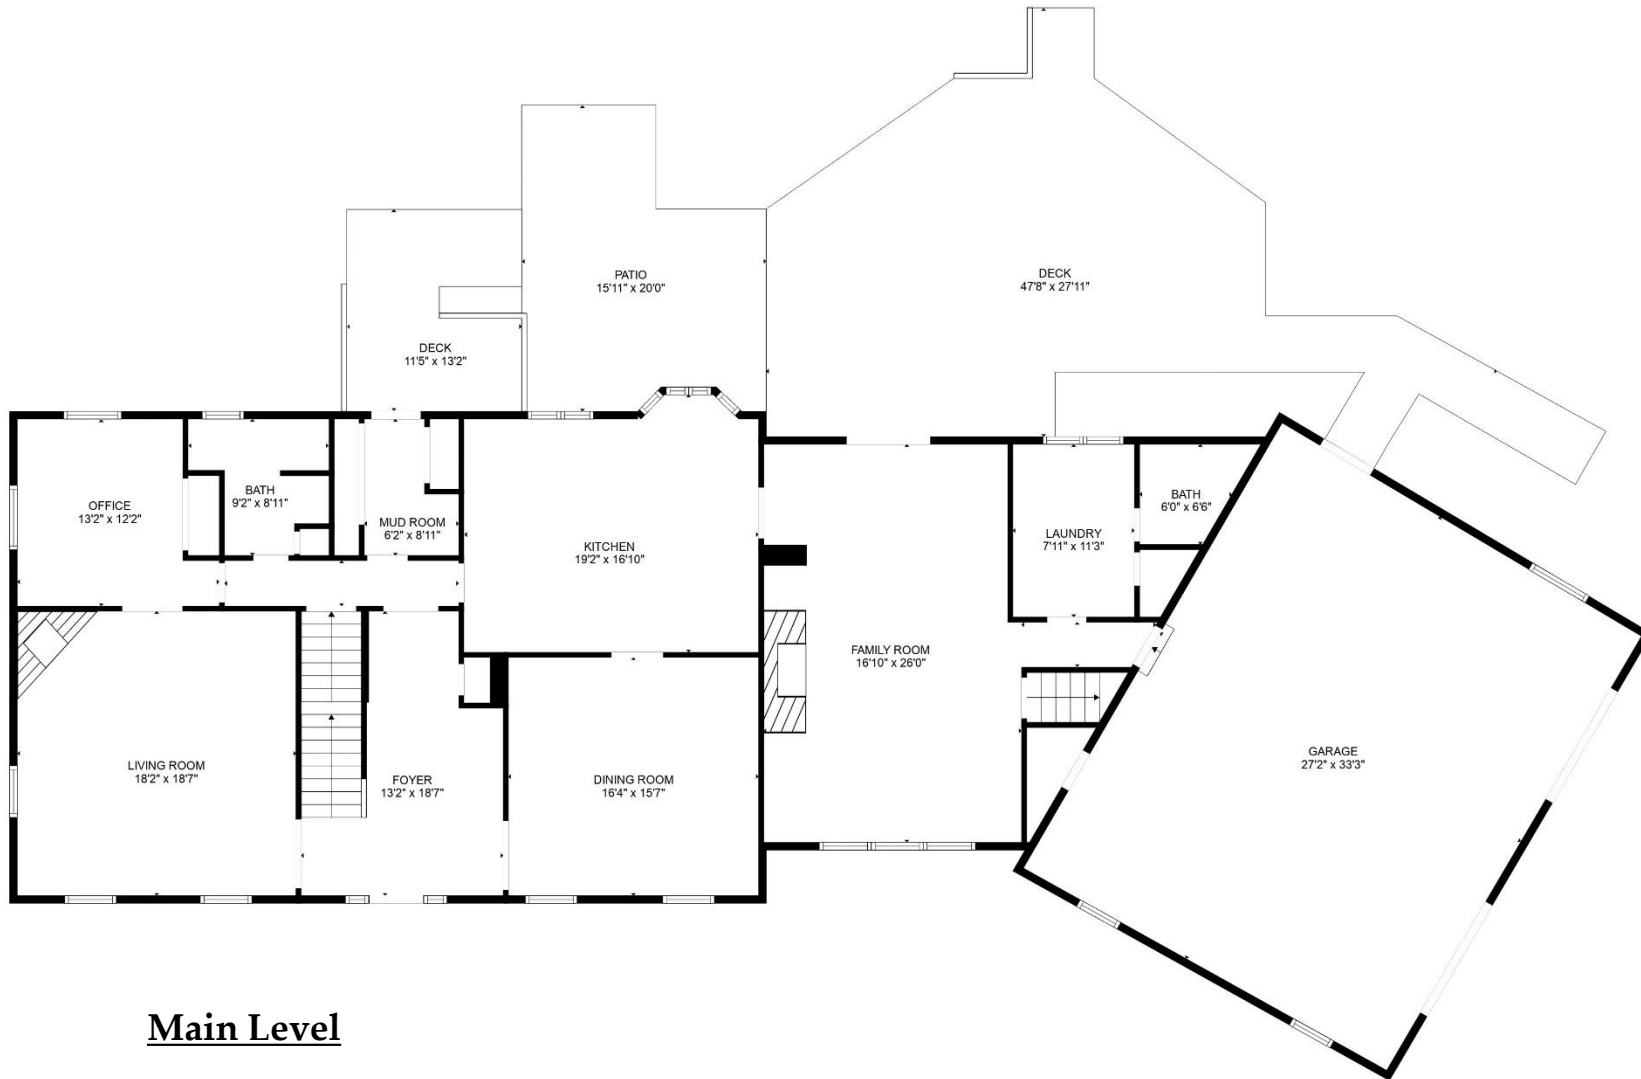 PATIO
15'11" x 20'0"
DECK
47'8" x 27'11"
DECK
11'5" x 13'2"
OFFICE
13'2" x 12'2"
BATH
9'2" x 8'11"
MUD ROOM
6'2" x 8'11"
KITCHEN
19'2" x 16'10"
LAUNDRY
7'11" x 11'3"
BATH
6'0" x 6'6"
FAMILY ROOM
16'10" x 26'0"
LIVING ROOM
18'2" x 18'7"
FOYER
13'2" x 18'7"
DINING ROOM
16'4" x 15'7"
GARAGE
27'2" x 33'3"
Main Level